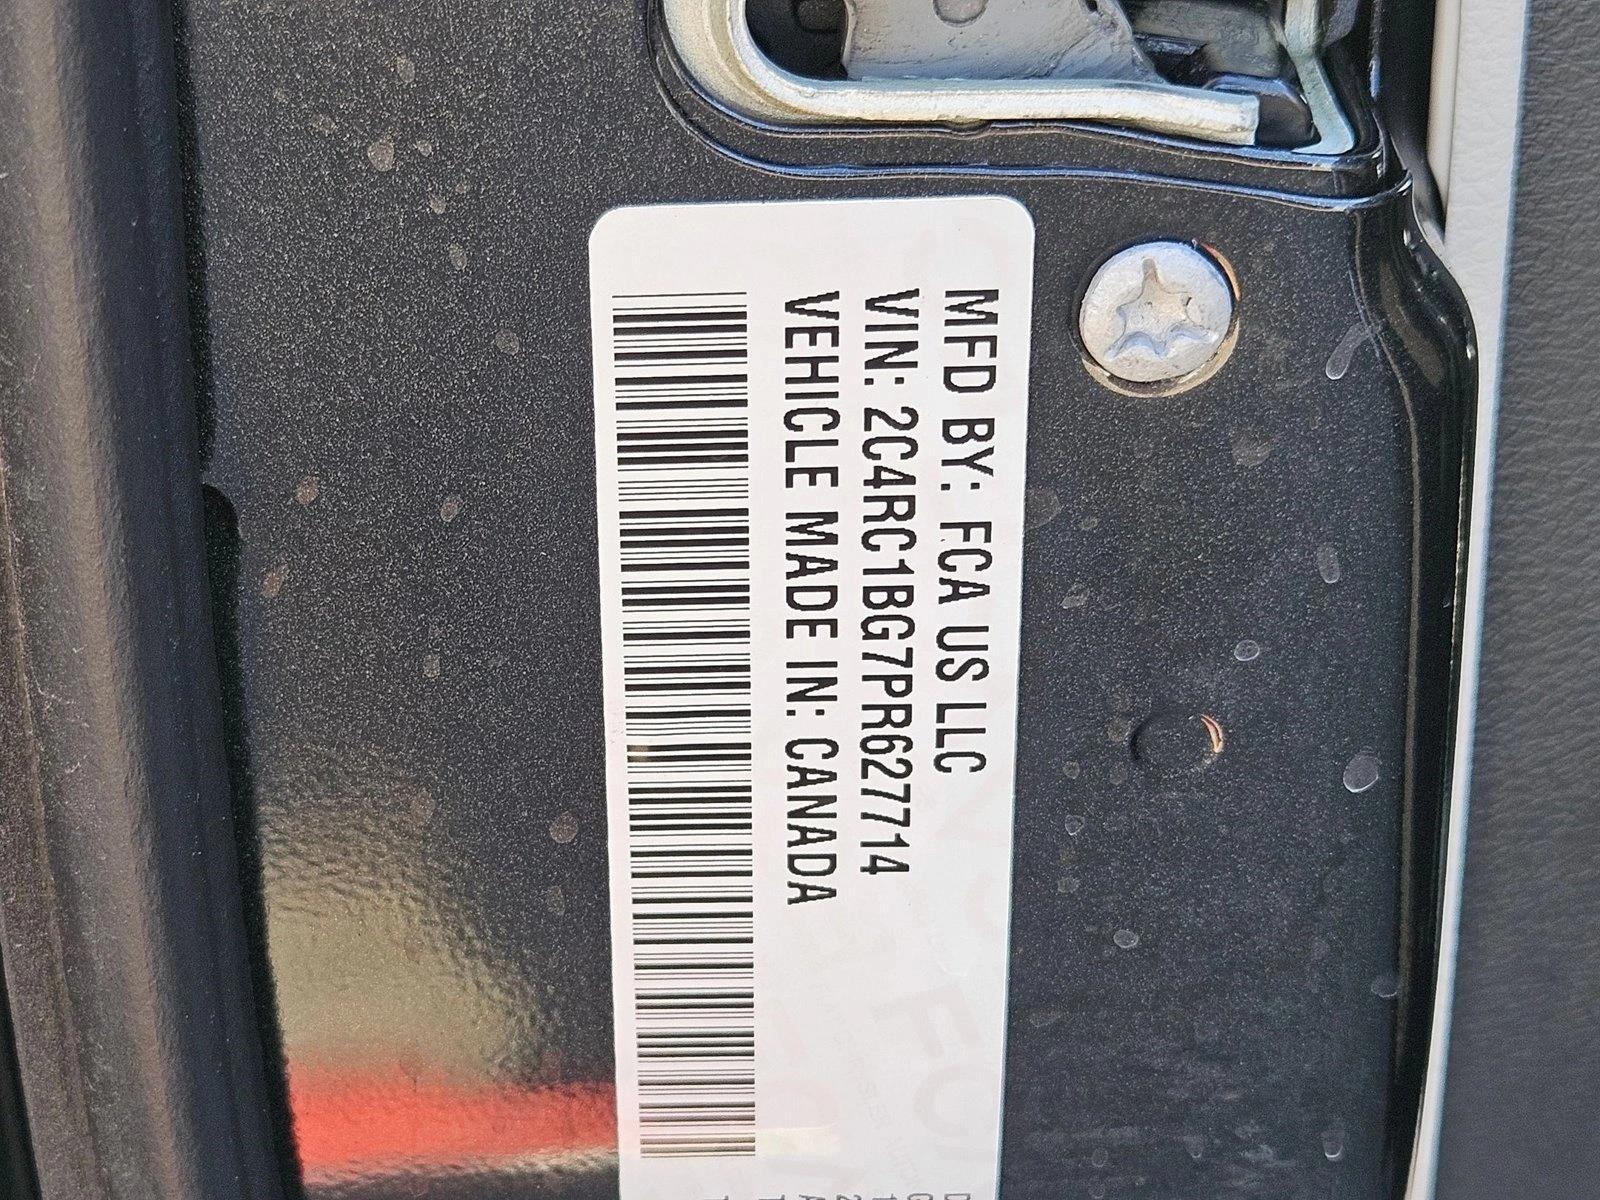 MFD BY: FCA US LLC
VIN: 2C4RC1BG7PR627714
VEHICLE MADE IN: CANADA